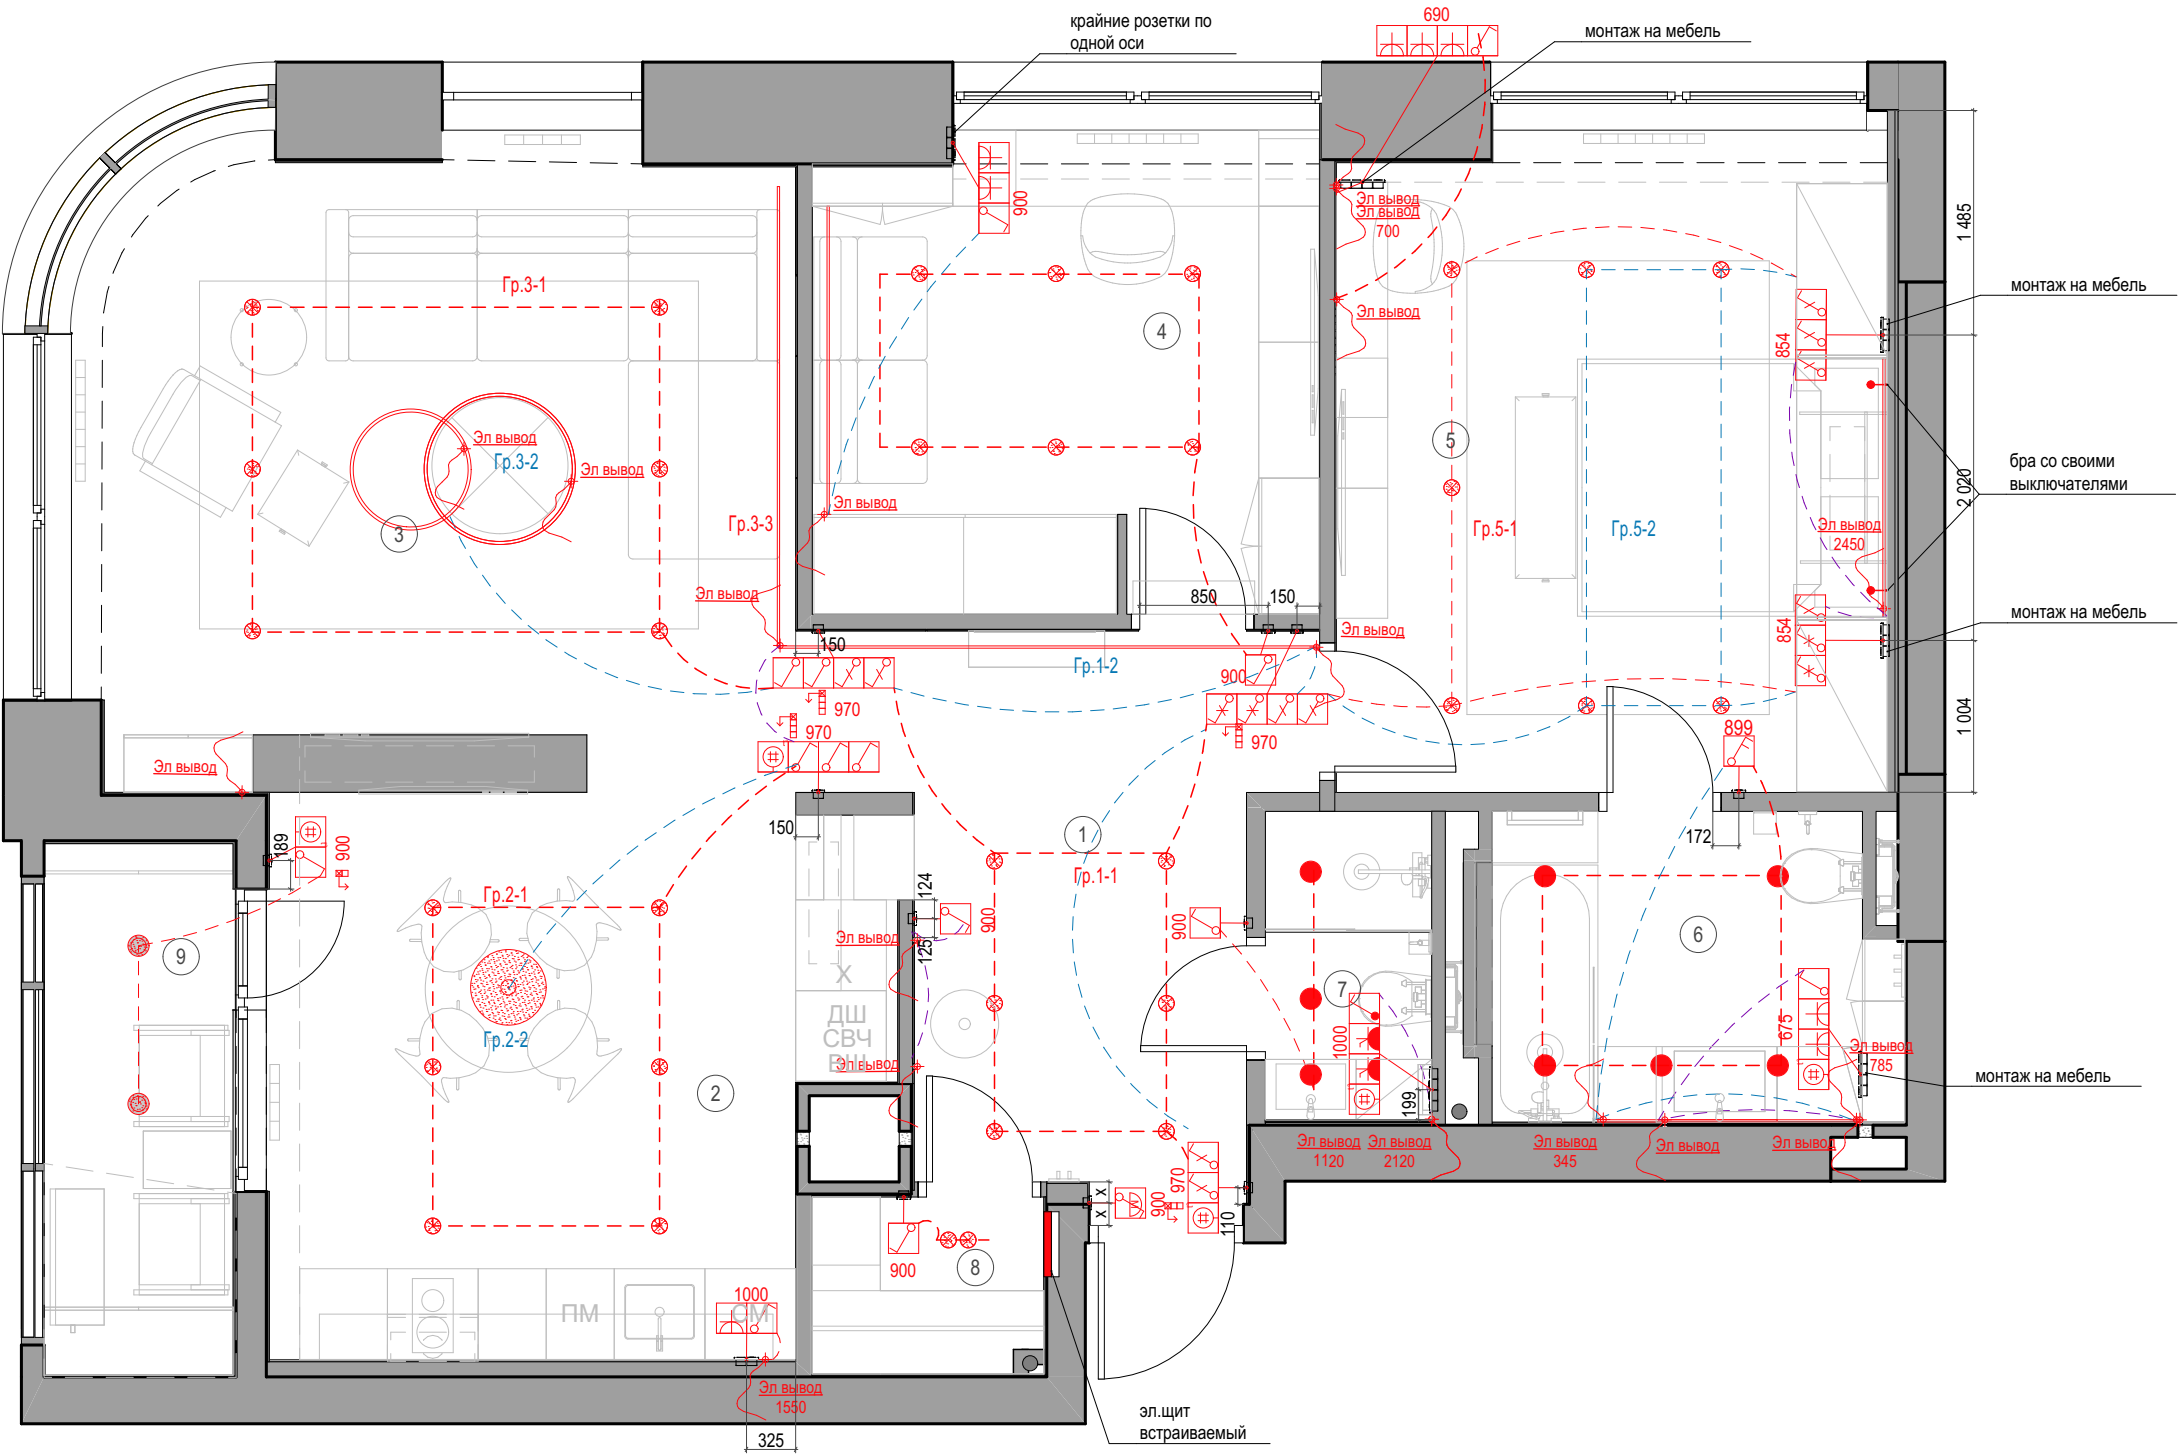 крайние розетки по
одной оси
690
монтаж на мебель
900
4
Эл вывод
Эл вывод
700
1 485
Гр.3-1
монтаж на мебель
Эл вывод
854
5
Эл вывод
Гр.3-2
Эл вывод
3
Эл вывод
Гр.3-3
Гр.5-1
Гр.5-2
Эл вывод
2450
2 020
бра со своими
выключателями
Эл вывод
850
150
монтаж на мебель
854
Эл вывод
150
Гр.1-2
900
970
970
970
899
1 004
Эл вывод
150
1
172
189
900
Гр.2-1
Гр.1-1
124
900
900
125
Эл вывод
Х
ДШ
СВЧ
ВШ
Эл вывод
9
6
7
Гр.2-2
1000
675
Эл вывод
785
монтаж на мебель
2
199
Эл вывод
1120
Эл вывод
2120
Эл вывод
345
Эл вывод
Эл вывод
970
900
х
х
110
8
900
1000
ПМ
СМ
Эл вывод
1550
325
эл.щит
встраиваемый